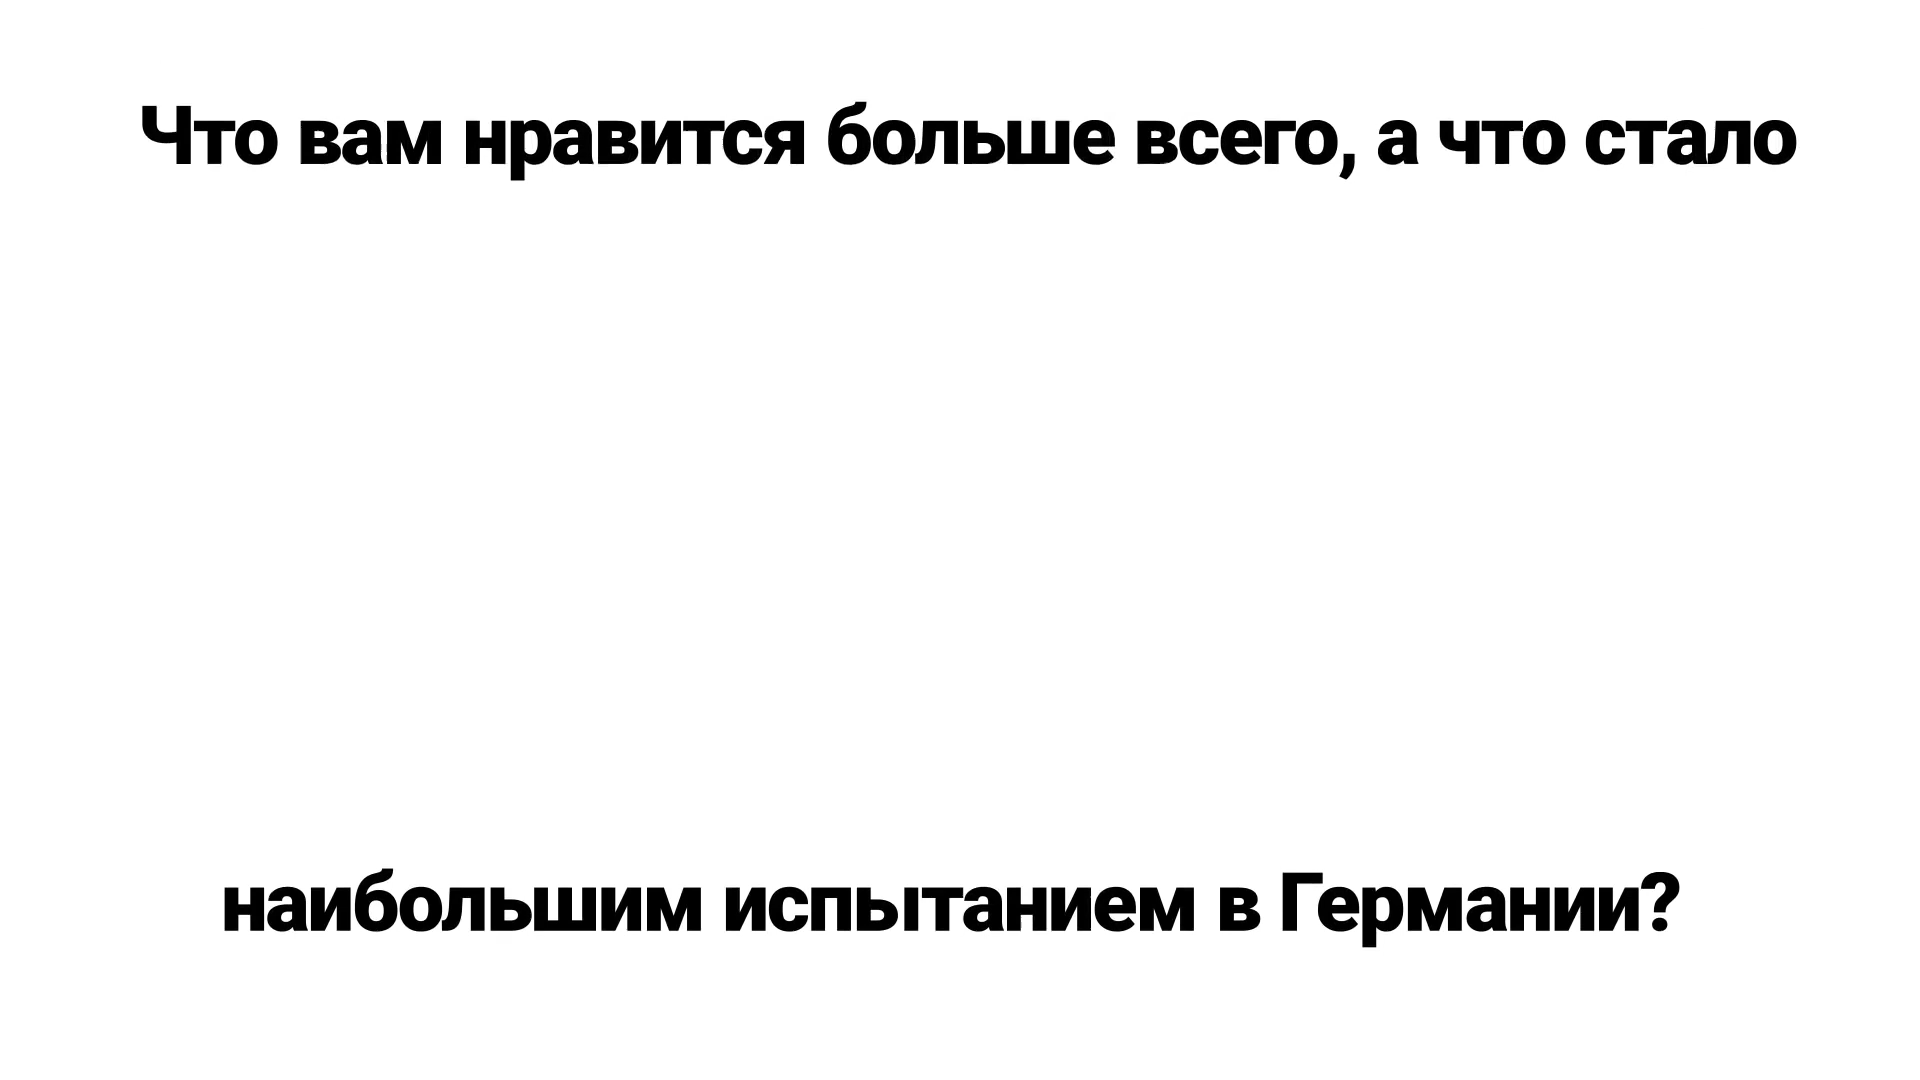 Что вам нравится больше всего, а что стало
наибольшим испытанием в Германии?